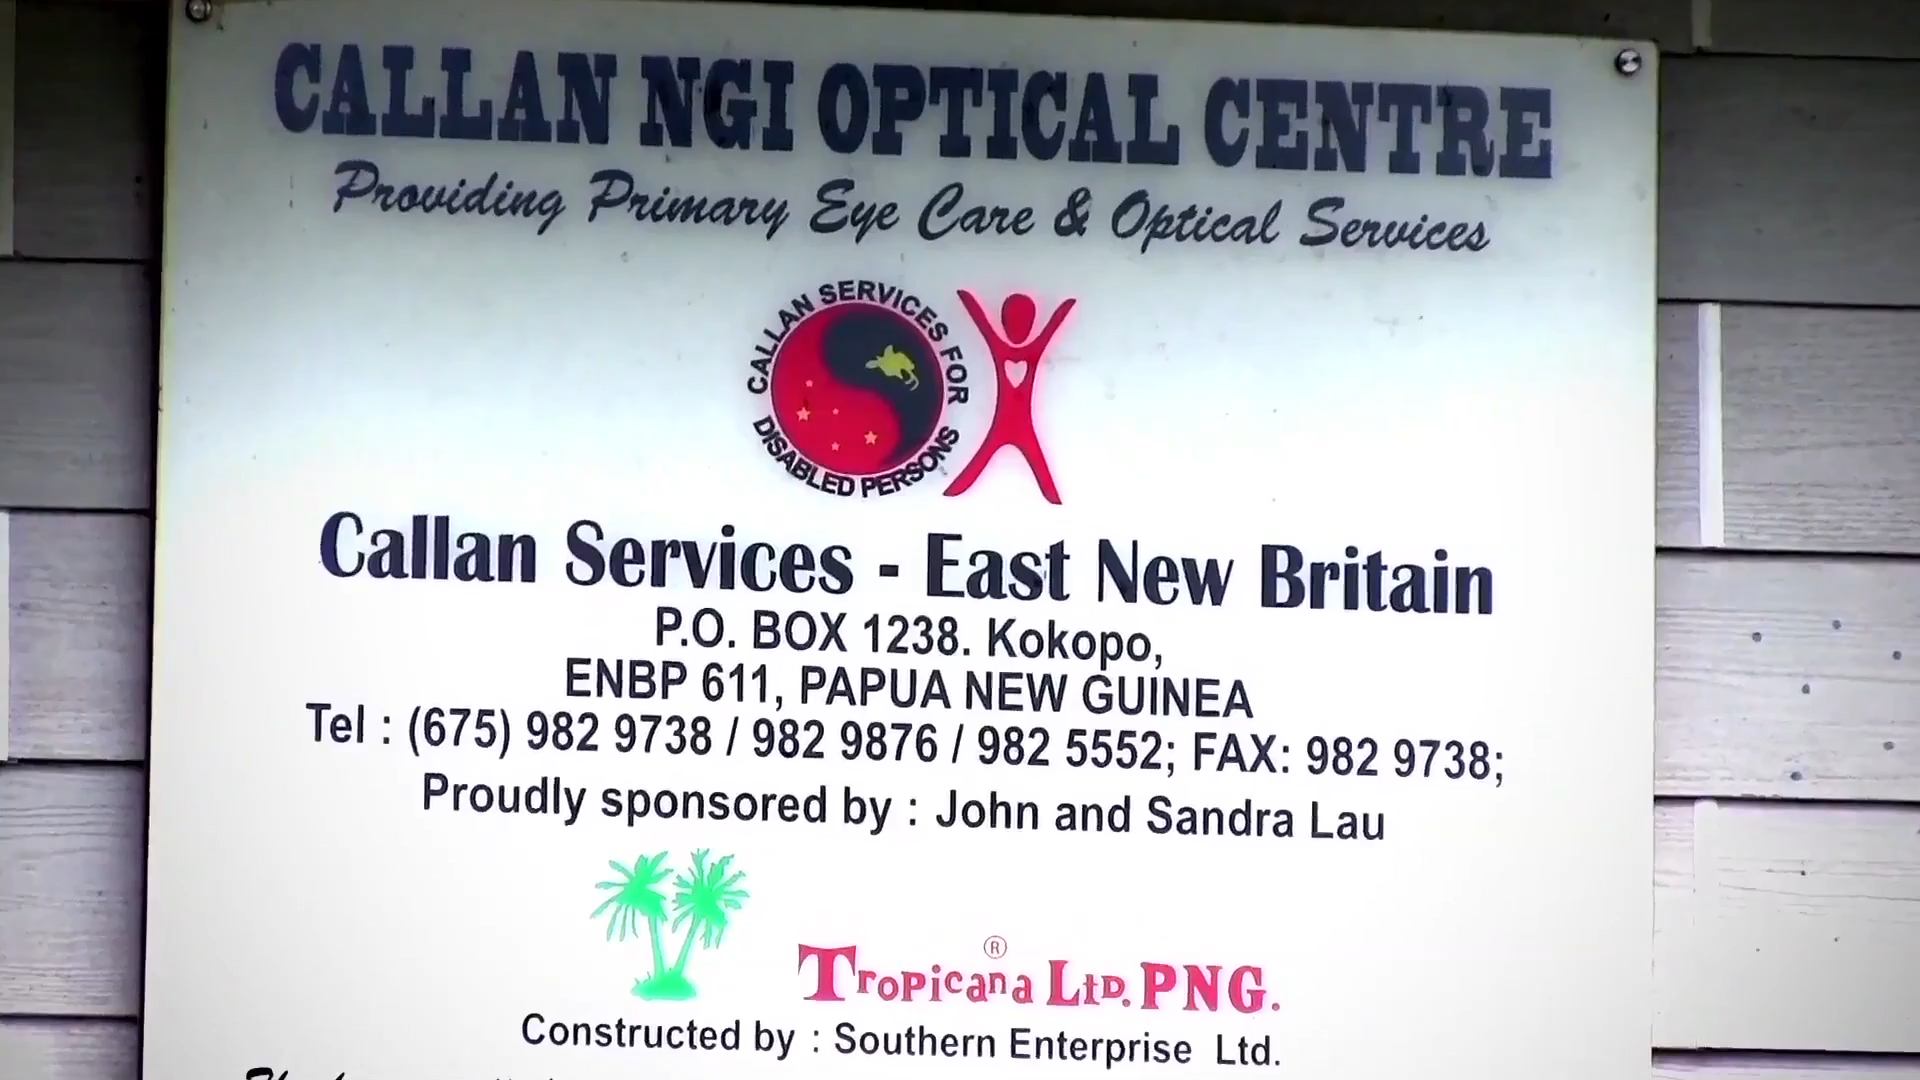 CALLAN NGI OPTICAL CENTRE
Providing Primary Eye Care & Optical Services
CALLAN SERVICES FOR
DISABLED PERSONS
Callan Services - East New Britain
P.O. BOX 1238. Kokopo,
ENBP 611, PAPUA NEW GUINEA
Tel : (675) 982 9738 / 982 9876 / 982 5552; FAX: 982 9738;
Proudly sponsored by : John and Sandra Lau
Tropicana ® Ltd. PNG.
Constructed by : Southern Enterprise Ltd.